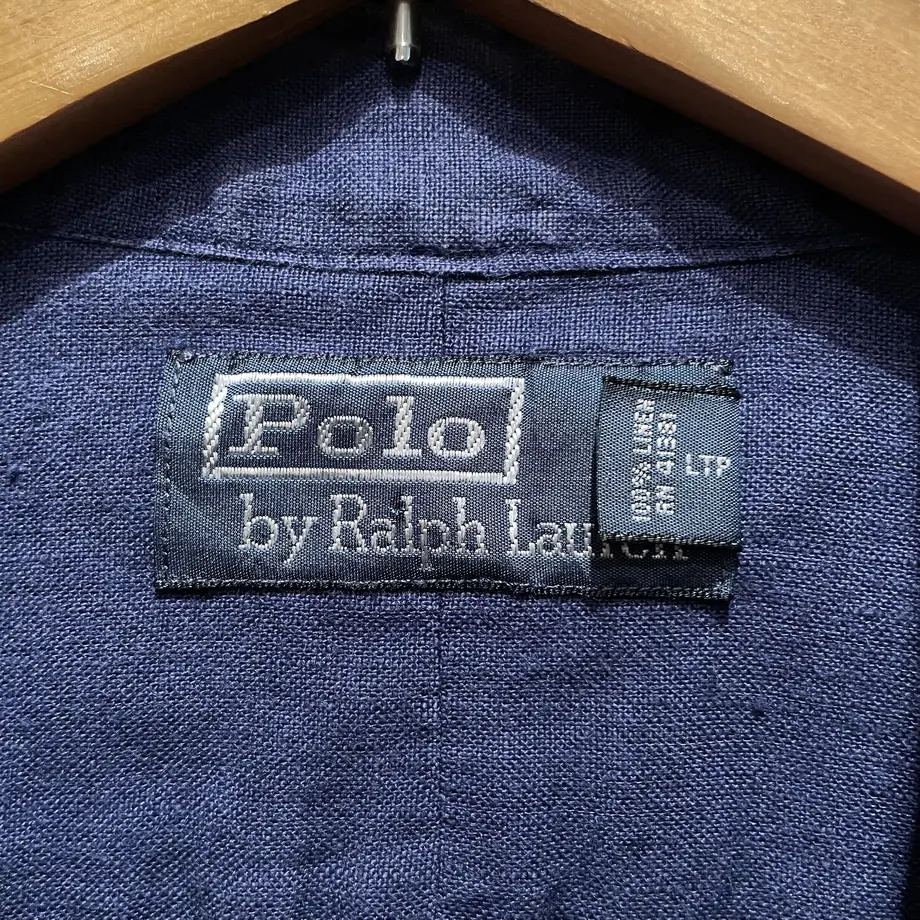 Polo
by Ralph Lauren
100% LINEN
RN 41381
LTP